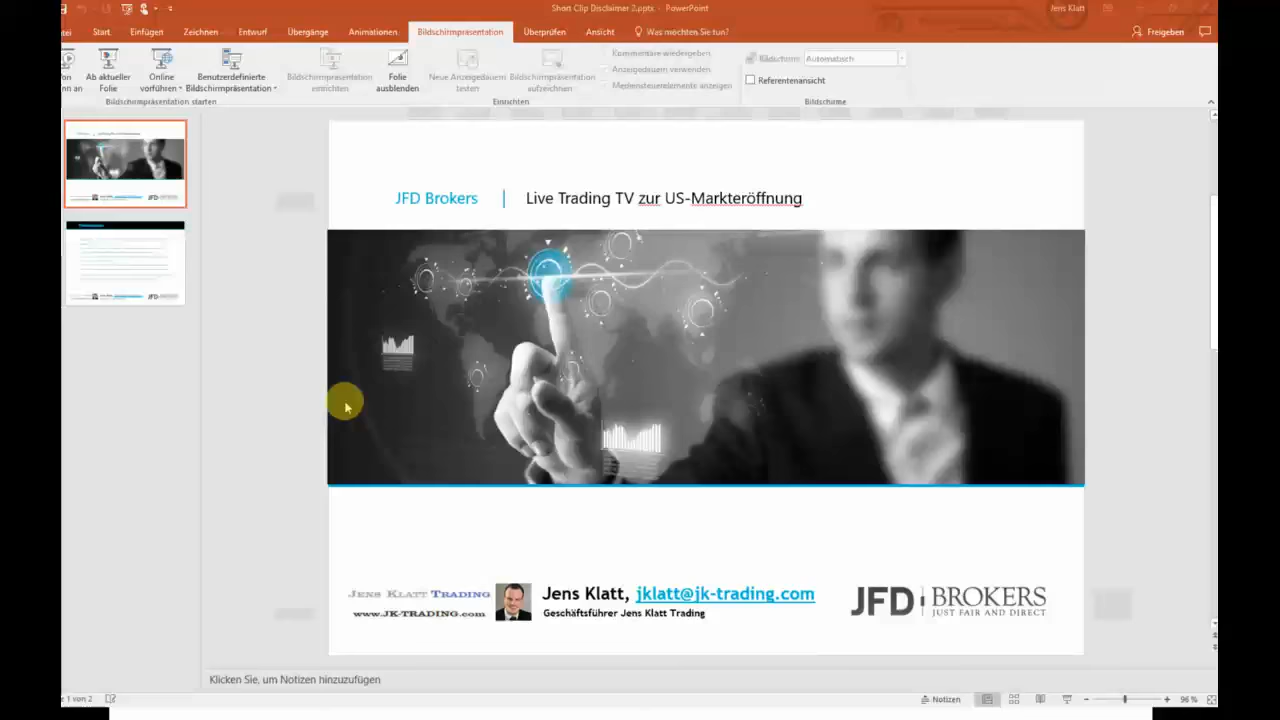 Short Clip Disclaimer 2.pptx - PowerPoint
Jens Klatt
Start
Einfügen
Zeichnen
Entwurf
Übergänge
Animationen
Bildschirmpräsentation
Überprüfen
Ansicht
Was möchten Sie tun?
Freigeben
Ab aktueller Folie
Online vorführen
Benutzerdefinierte Bildschirmpräsentation
Bildschirmpräsentation einrichten
Folie ausblenden
Neue Anzeigedauern testen
Bildschirmpräsentation aufzeichnen
Kommentare wiedergeben
Anzeigedauern verwenden
Mediensteuerelemente anzeigen
Bildschirm: Automatisch
Referentenansicht
Bildschirmpräsentation starten
Einrichten
Bildschirme
JFD Brokers | Live Trading TV zur US-Markteröffnung
JENS KLATT TRADING
WWW.JK-TRADING.COM
Jens Klatt, jklatt@jk-trading.com
Geschäftsführer Jens Klatt Trading
JFD BROKERS
JUST FAIR AND DIRECT
Klicken Sie, um Notizen hinzuzufügen
1 von 2
Notizen
96 %